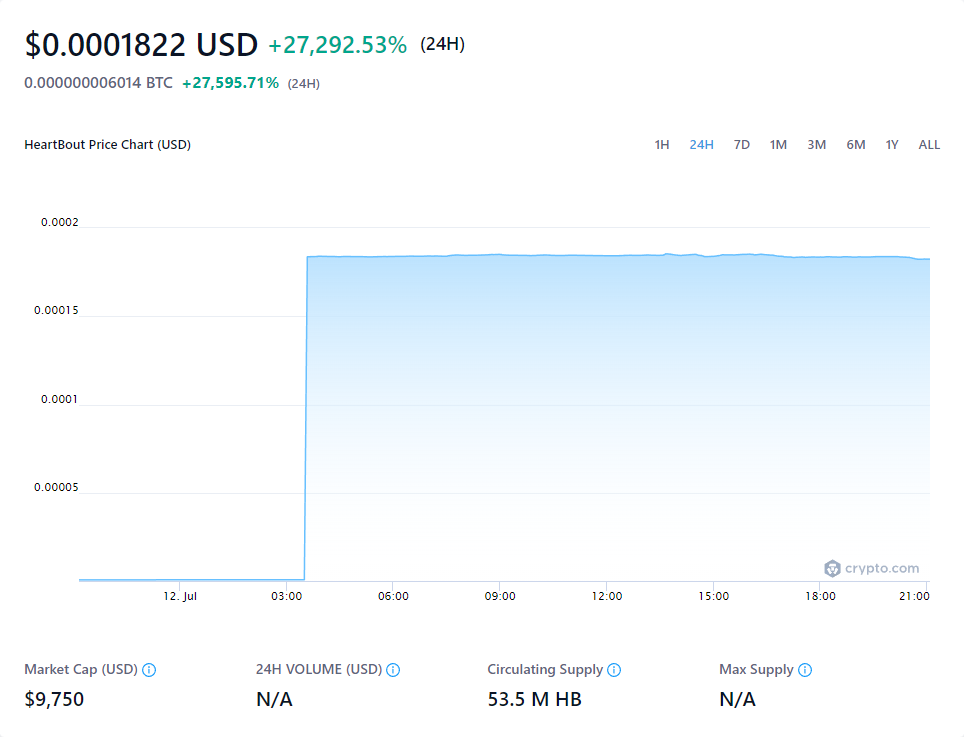 $0.0001822 USD +27,292.53% (24H)
0.000000006014 BTC +27,595.71% (24H)
HeartBout Price Chart (USD) 1H 24H 7D 1M 3M 6M 1Y ALL
0.0002
0.00015
0.0001
0.00005
crypto.com
12. Jul 03:00 06:00 09:00 12:00 15:00 18:00 21:00
Market Cap (USD) 24H VOLUME (USD) Circulating Supply Max Supply
$9,750 N/A 53.5 M HB N/A